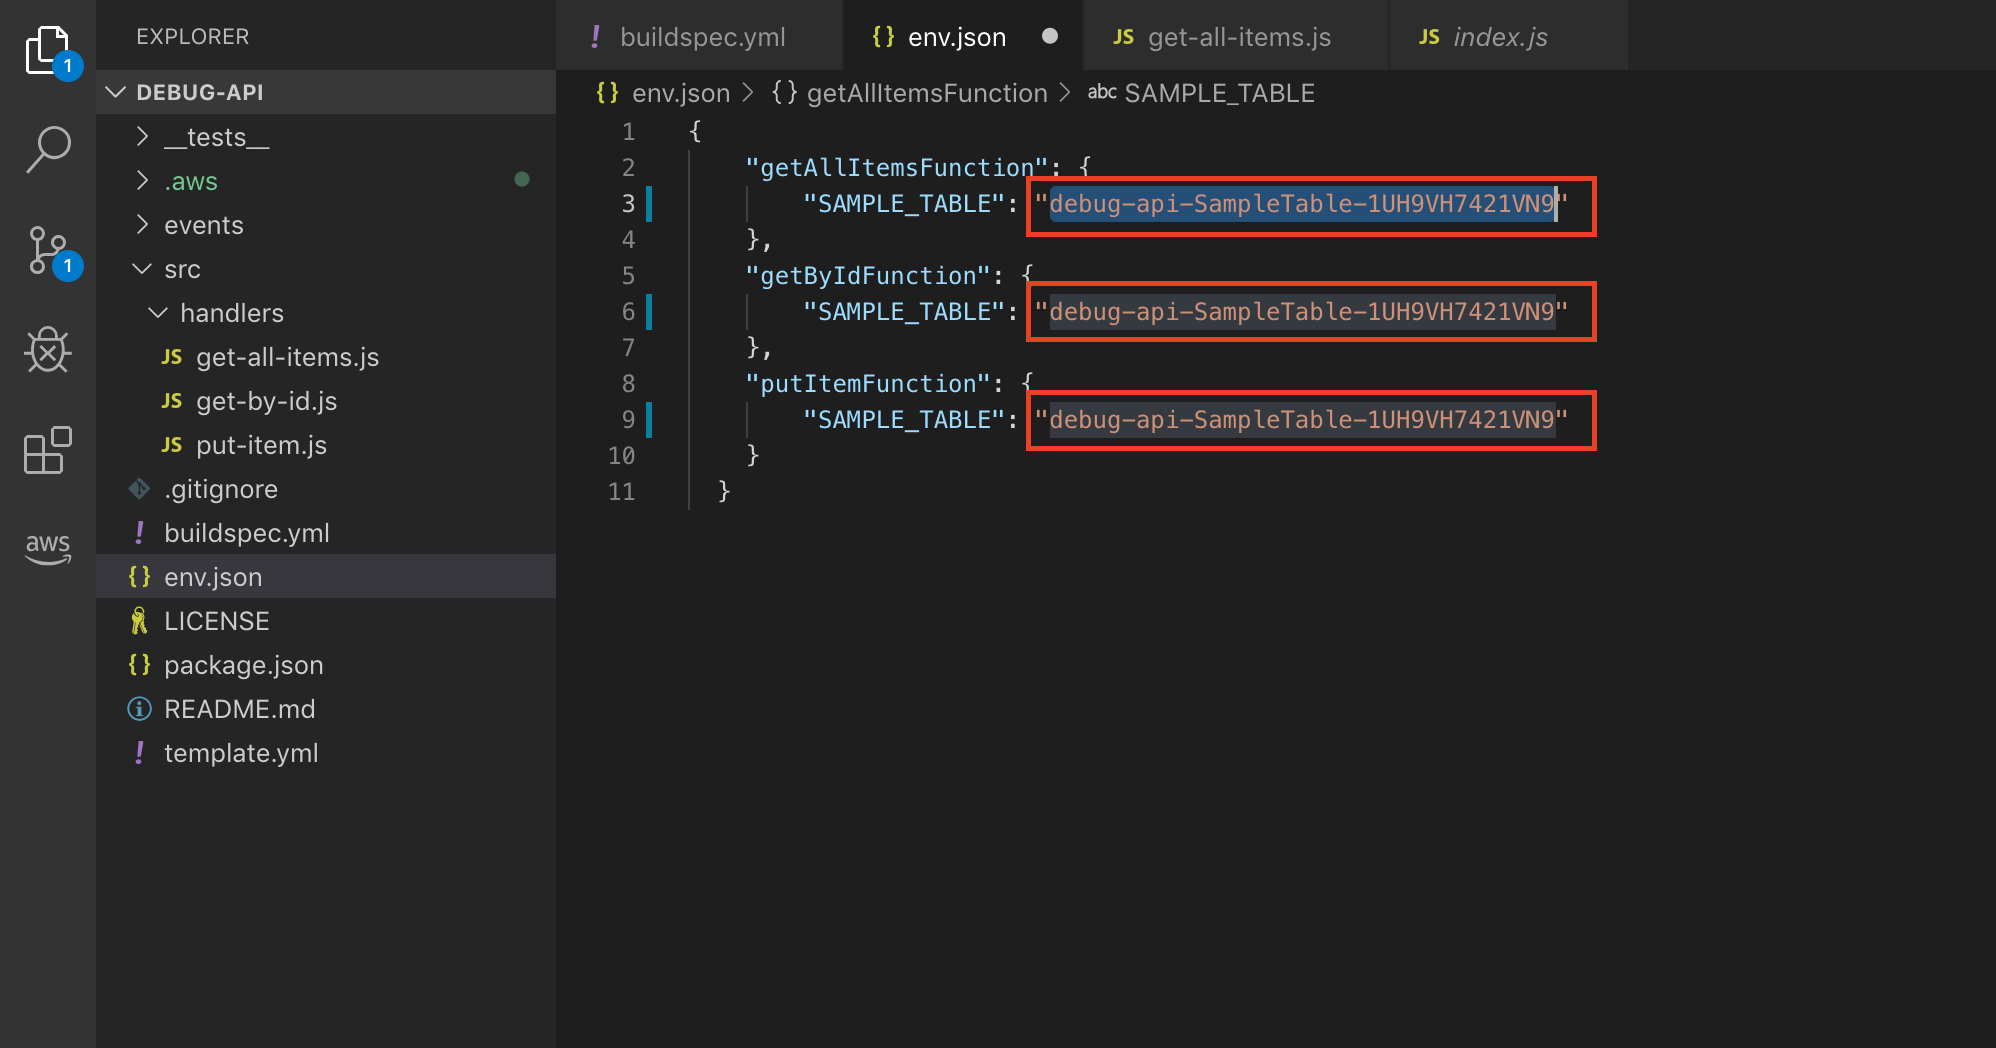 EXPLORER
1
DEBUG-API
__tests__
.aws
events
1
src
handlers
JS get-all-items.js
JS get-by-id.js
JS put-item.js
.gitignore
aws
! buildspec.yml
{} env.json
LICENSE
{} package.json
README.md
! template.yml
! buildspec.yml
{} env.json
JS get-all-items.js
JS index.js
{} env.json > {} getAllItemsFunction > abc SAMPLE_TABLE
1 {
2 "getAllItemsFunction": {
3 "SAMPLE_TABLE": "debug-api-SampleTable-1UH9VH7421VN9"
4 },
5 "getByIdFunction": {
6 "SAMPLE_TABLE": "debug-api-SampleTable-1UH9VH7421VN9"
7 },
8 "putItemFunction": {
9 "SAMPLE_TABLE": "debug-api-SampleTable-1UH9VH7421VN9"
10 }
11 }